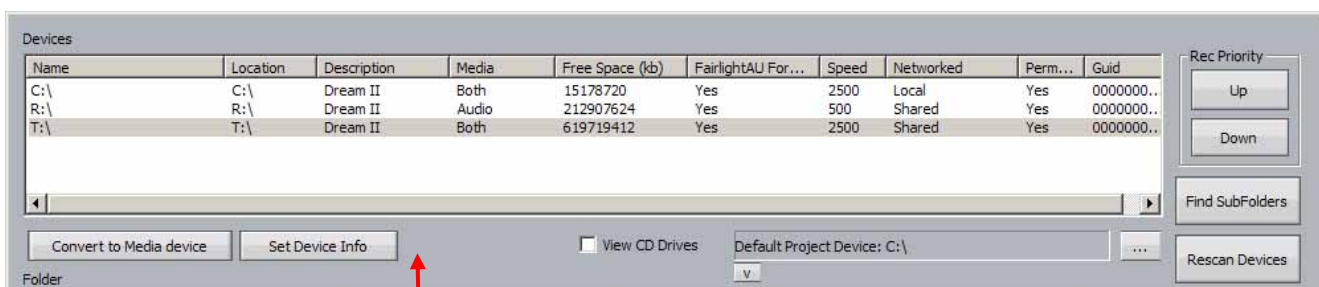 Devices
Name Location Description Media Free Space (kb) FairlightAU For... Speed Networked Perm... Guid
C:\ C:\ Dream II Both 15178720 Yes 2500 Local Yes 0000000...
R:\ R:\ Dream II Audio 212907624 Yes 500 Shared Yes 0000000...
T:\ T:\ Dream II Both 619719412 Yes 2500 Shared Yes 0000000...
Rec Priority
Up
Down
Find SubFolders
Convert to Media device Set Device Info View CD Drives Default Project Device: C:\ ...
v
Rescan Devices
Folder